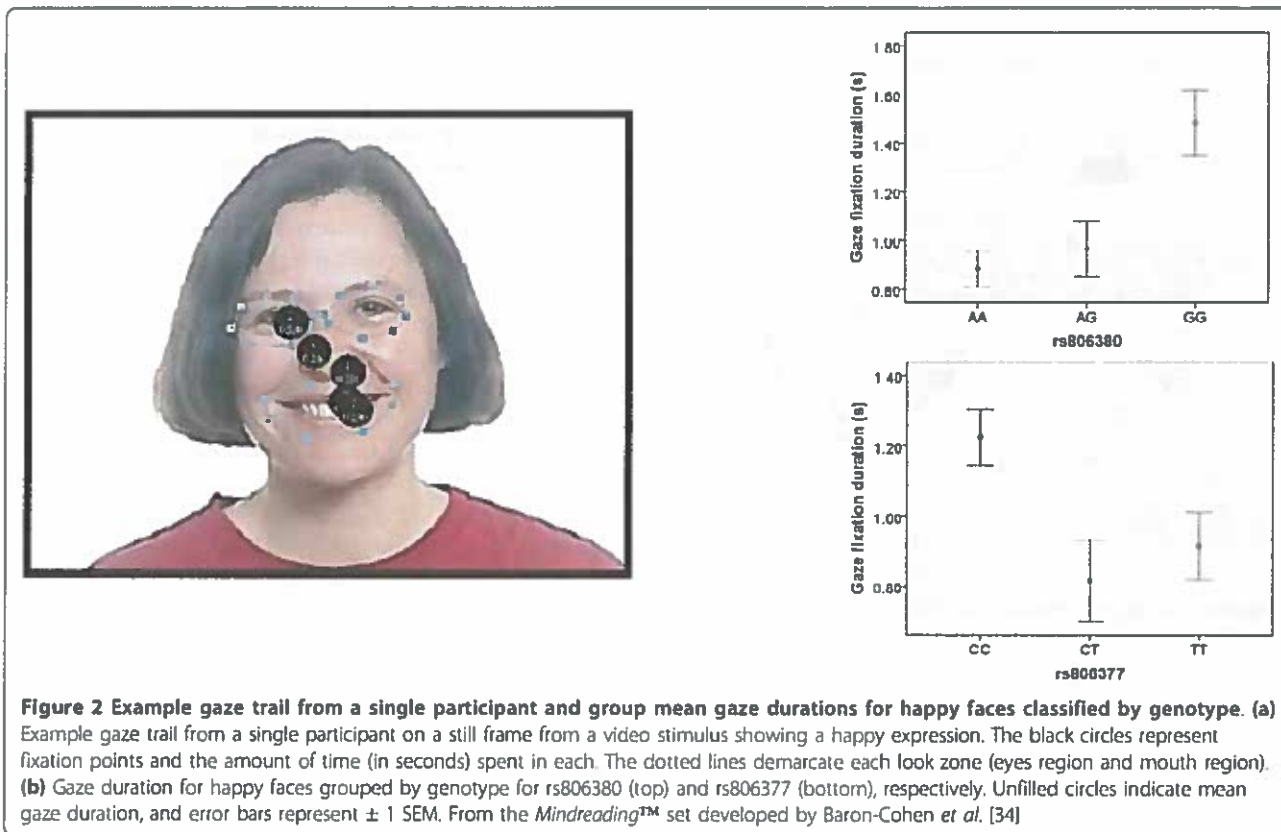 1.80
1.60
1.40
1.20
1.00
0.80
Gaze fixation duration (s)
AA AG GG
rs806380
1.40
1.20
1.00
0.80
Gaze fixation duration (s)
CC CT TT
rs806377
Figure 2 Example gaze trail from a single participant and group mean gaze durations for happy faces classified by genotype. (a)
Example gaze trail from a single participant on a still frame from a video stimulus showing a happy expression. The black circles represent
fixation points and the amount of time (in seconds) spent in each. The dotted lines demarcate each look zone (eyes region and mouth region).
(b) Gaze duration for happy faces grouped by genotype for rs806380 (top) and rs806377 (bottom), respectively. Unfilled circles indicate mean
gaze duration, and error bars represent ± 1 SEM. From the Mindreading™ set developed by Baron-Cohen et al. [34]